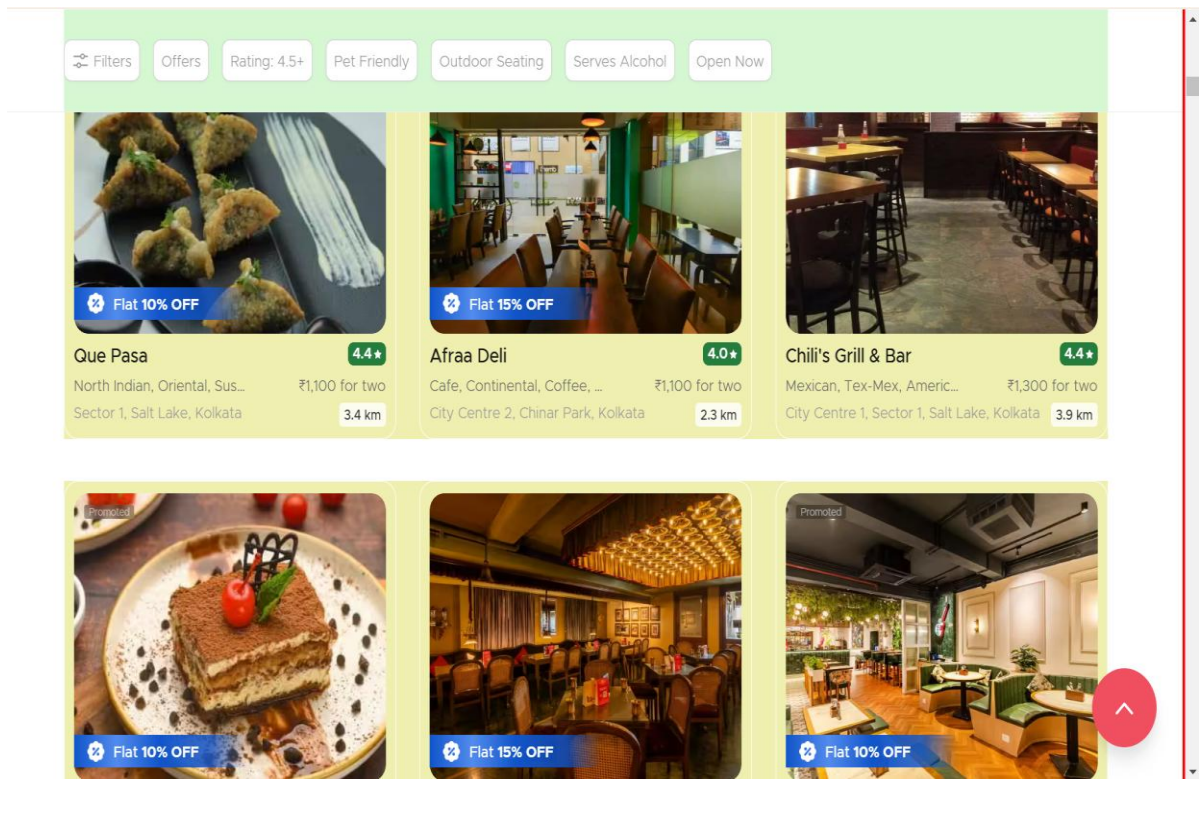 Filters Offers Rating: 4.5+ Pet Friendly Outdoor Seating Serves Alcohol Open Now
Flat 10% OFF
Flat 15% OFF
Que Pasa 4.4★
North Indian, Oriental, Sus... ₹1,100 for two
Sector 1, Salt Lake, Kolkata 3.4 km
Afraa Deli 4.0★
Cafe, Continental, Coffee, ... ₹1,100 for two
City Centre 2, Chinar Park, Kolkata 2.3 km
Chili's Grill & Bar 4.4★
Mexican, Tex-Mex, Americ... ₹1,300 for two
City Centre 1, Sector 1, Salt Lake, Kolkata 3.9 km
Promoted
Flat 10% OFF
Flat 15% OFF
Promoted
Flat 10% OFF